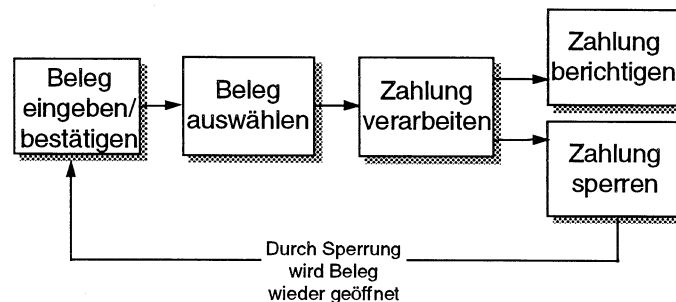 Beleg
eingeben/
bestätigen
Beleg
auswählen
Zahlung
verarbeiten
Zahlung
berichtigen
Zahlung
sperren
Durch Sperrung
wird Beleg
wieder geöffnet